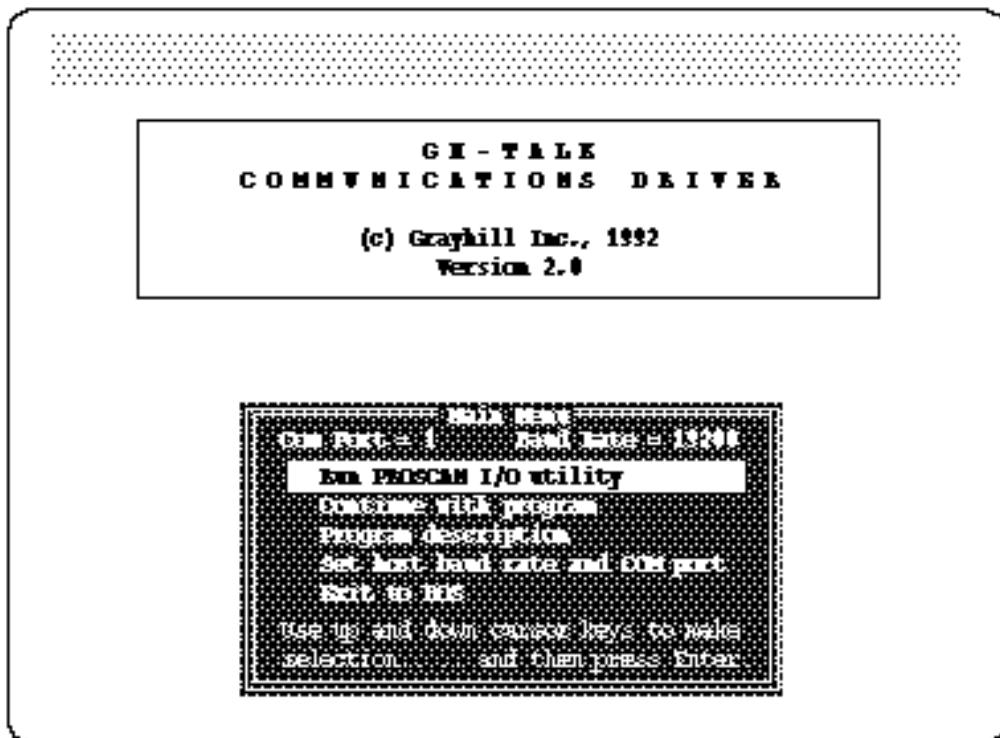 G H - T A L K
C O M M U N I C A T I O N S   D R I V E R
(c) Grayhill Inc., 1992
Version 2.0
Main Menu
Com Port = 1   Baud Rate = 19200
Run PROSCAN I/O utility
Continue with program
Program description
Set host baud rate and COM port
Exit to DOS
Use up and down cursor keys to make
selection.... and then press Enter